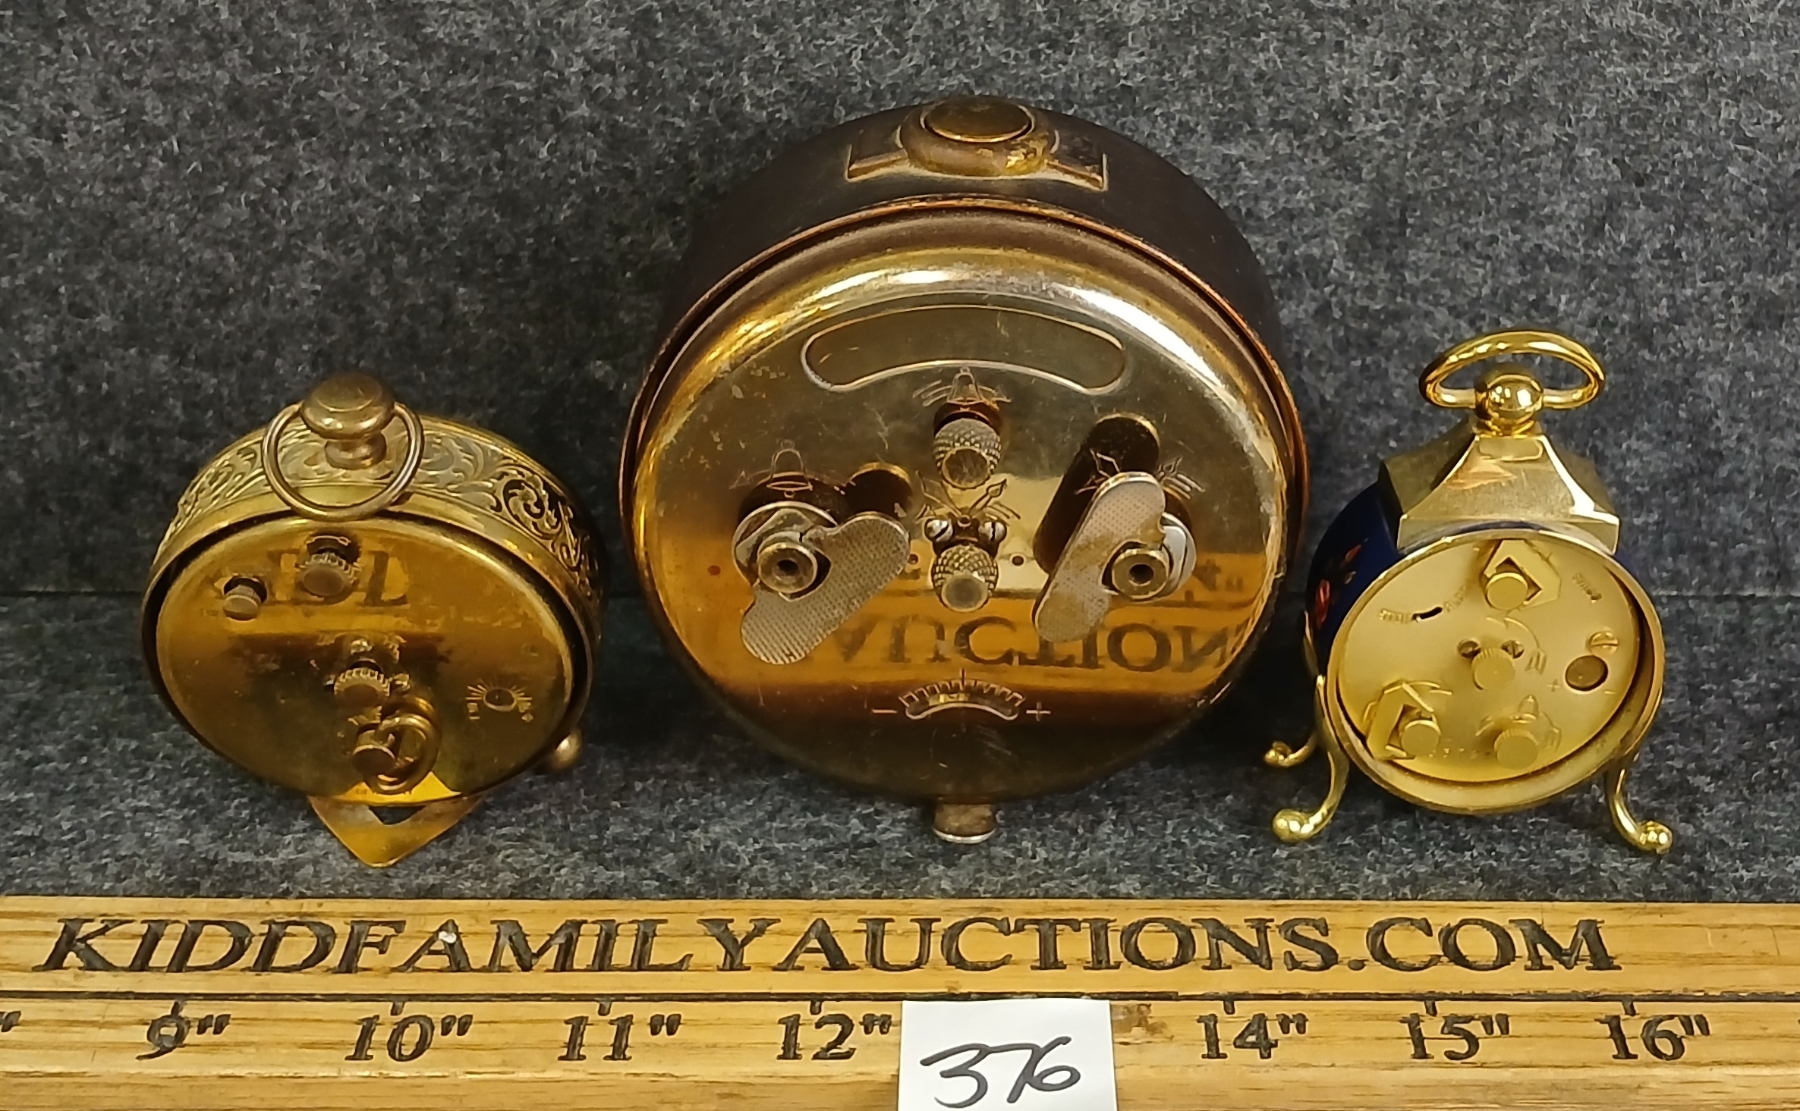 KIDDFAMILYAUCTIONS.COM
9" 10" 11" 12" 14" 15" 16"
376